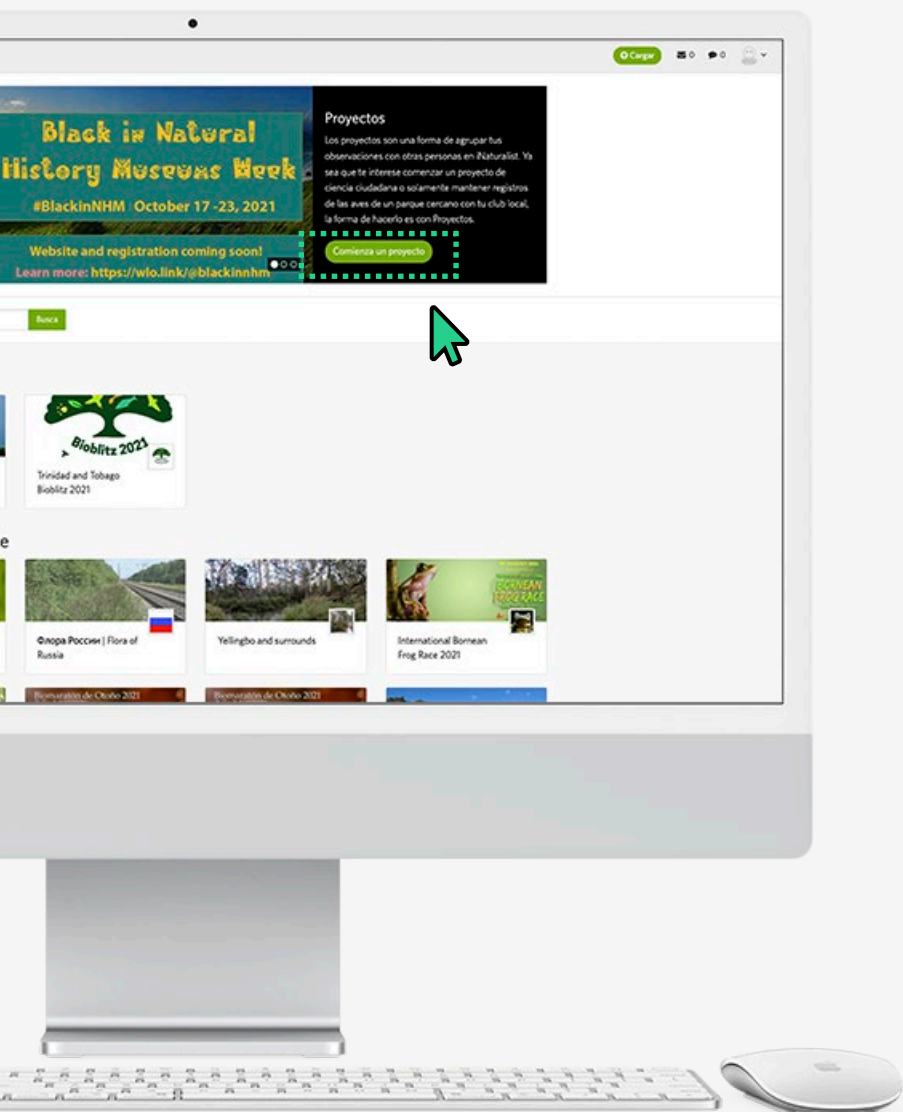 Cargar
0
0
Black in Natural
History Museums Week
#BlackinNHM October 17 -23, 2021
Website and registration coming soon!
Learn more: https://wlo.link/@blackinnhm
Proyectos
Los proyectos son una forma de agrupar tus
observaciones con otras personas en iNaturalist. Ya
sea que te interese comenzar un proyecto de
ciencia ciudadana o solamente mantener registros
de las aves de un parque cercano con tu club local,
la forma de hacerlo es con Proyectos.
Comienza un proyecto
Busca
Bioblitz 2021
Trinidad and Tobago
Bioblitz 2021
e
Флора России | Flora of
Russia
Yellingbo and surrounds
BORNEAN
FROG RACE
International Bornean
Frog Race 2021
Biomaratón de Otoño 2021
Biomaratón de Otoño 2021